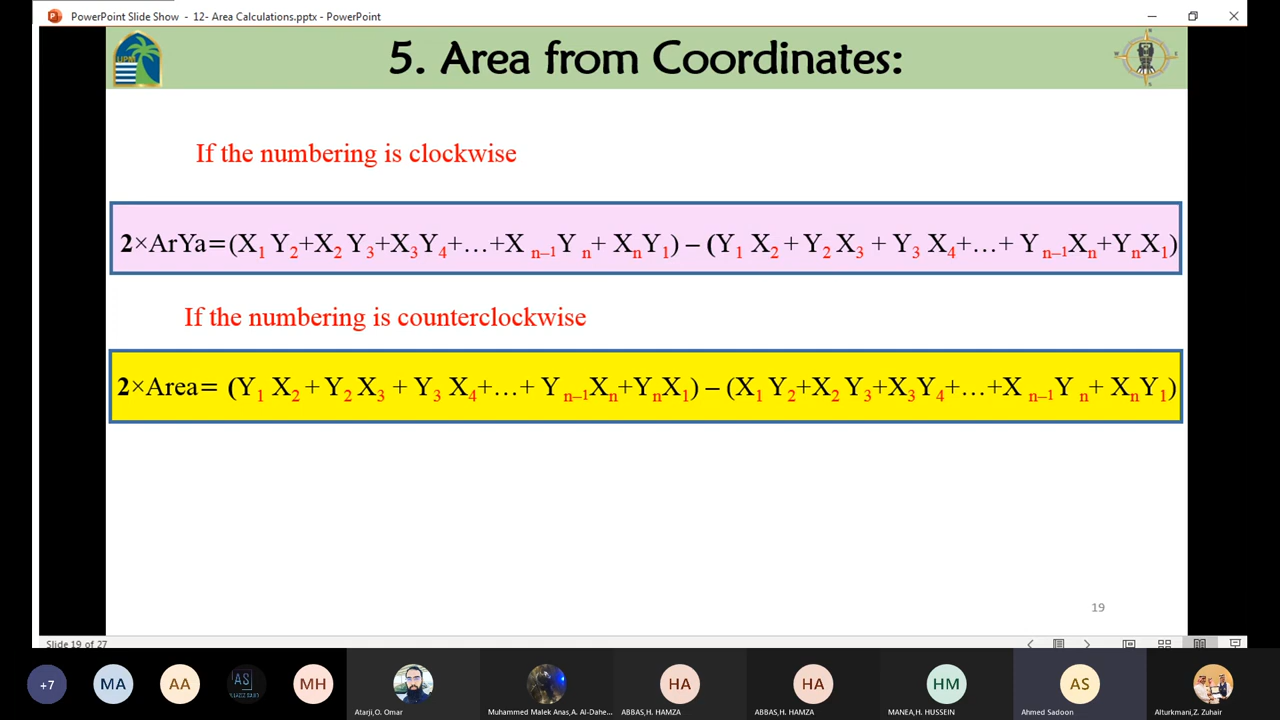 PowerPoint Slide Show - 12- Area Calculations.pptx - PowerPoint
5. Area from Coordinates:
UPM
If the numbering is clockwise
2×ArYa=(X1 Y2+X2 Y3+X3Y4+…+X n–1Y n+ XnY1) – (Y1 X2 + Y2 X3 + Y3 X4+…+ Y n–1Xn+YnX1)
If the numbering is counterclockwise
2×Area= (Y1 X2 + Y2 X3 + Y3 X4+…+ Y n–1Xn+YnX1) – (X1 Y2+X2 Y3+X3Y4+…+X n–1Y n+ XnY1)
19
Slide 19 of 27
+7
MA
AA
AS
MH
HA
HA
HM
AS
Atarji,O. Omar
Muhammed Malek Anas,A. Al-Dahe...
ABBAS,H. HAMZA
ABBAS,H. HAMZA
MANEA,H. HUSSEIN
Ahmed Sadoon
Alturkmani,Z. Zuhair